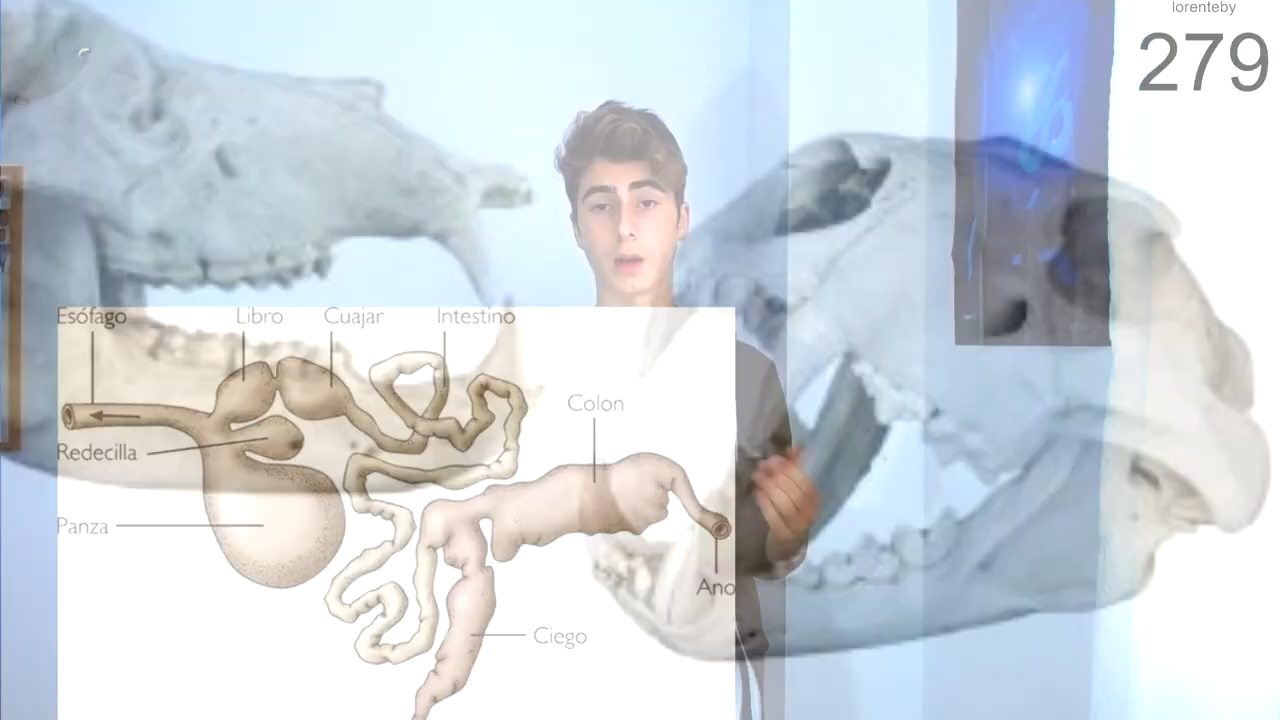 lorenteby
279
Esófago
Libro
Cuajar
Intestino
Colon
Redecilla
Panza
Ano
Ciego